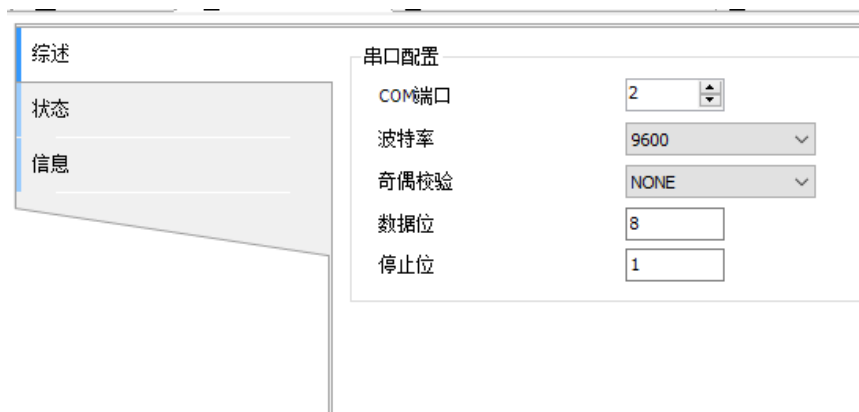 综述
状态
信息
串口配置
COM端口 2
波特率 9600
奇偶校验 NONE
数据位 8
停止位 1